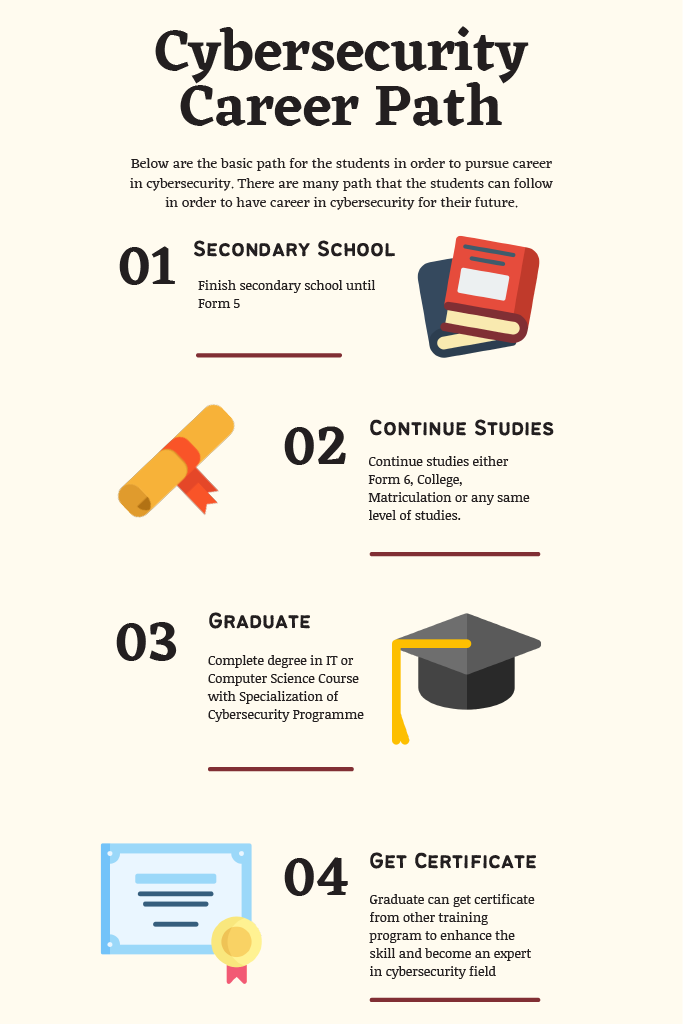 Cybersecurity
Career Path
Below are the basic path for the students in order to pursue career
in cybersecurity. There are many path that the students can follow
in order to have career in cybersecurity for their future.
01
Secondary School
Finish secondary school until
Form 5
02
Continue Studies
Continue studies either
Form 6, College,
Matriculation or any same
level of studies.
03
Graduate
Complete degree in IT or
Computer Science Course
with Specialization of
Cybersecurity Programme
04
Get Certificate
Graduate can get certificate
from other training
program to enhance the
skill and become an expert
in cybersecurity field